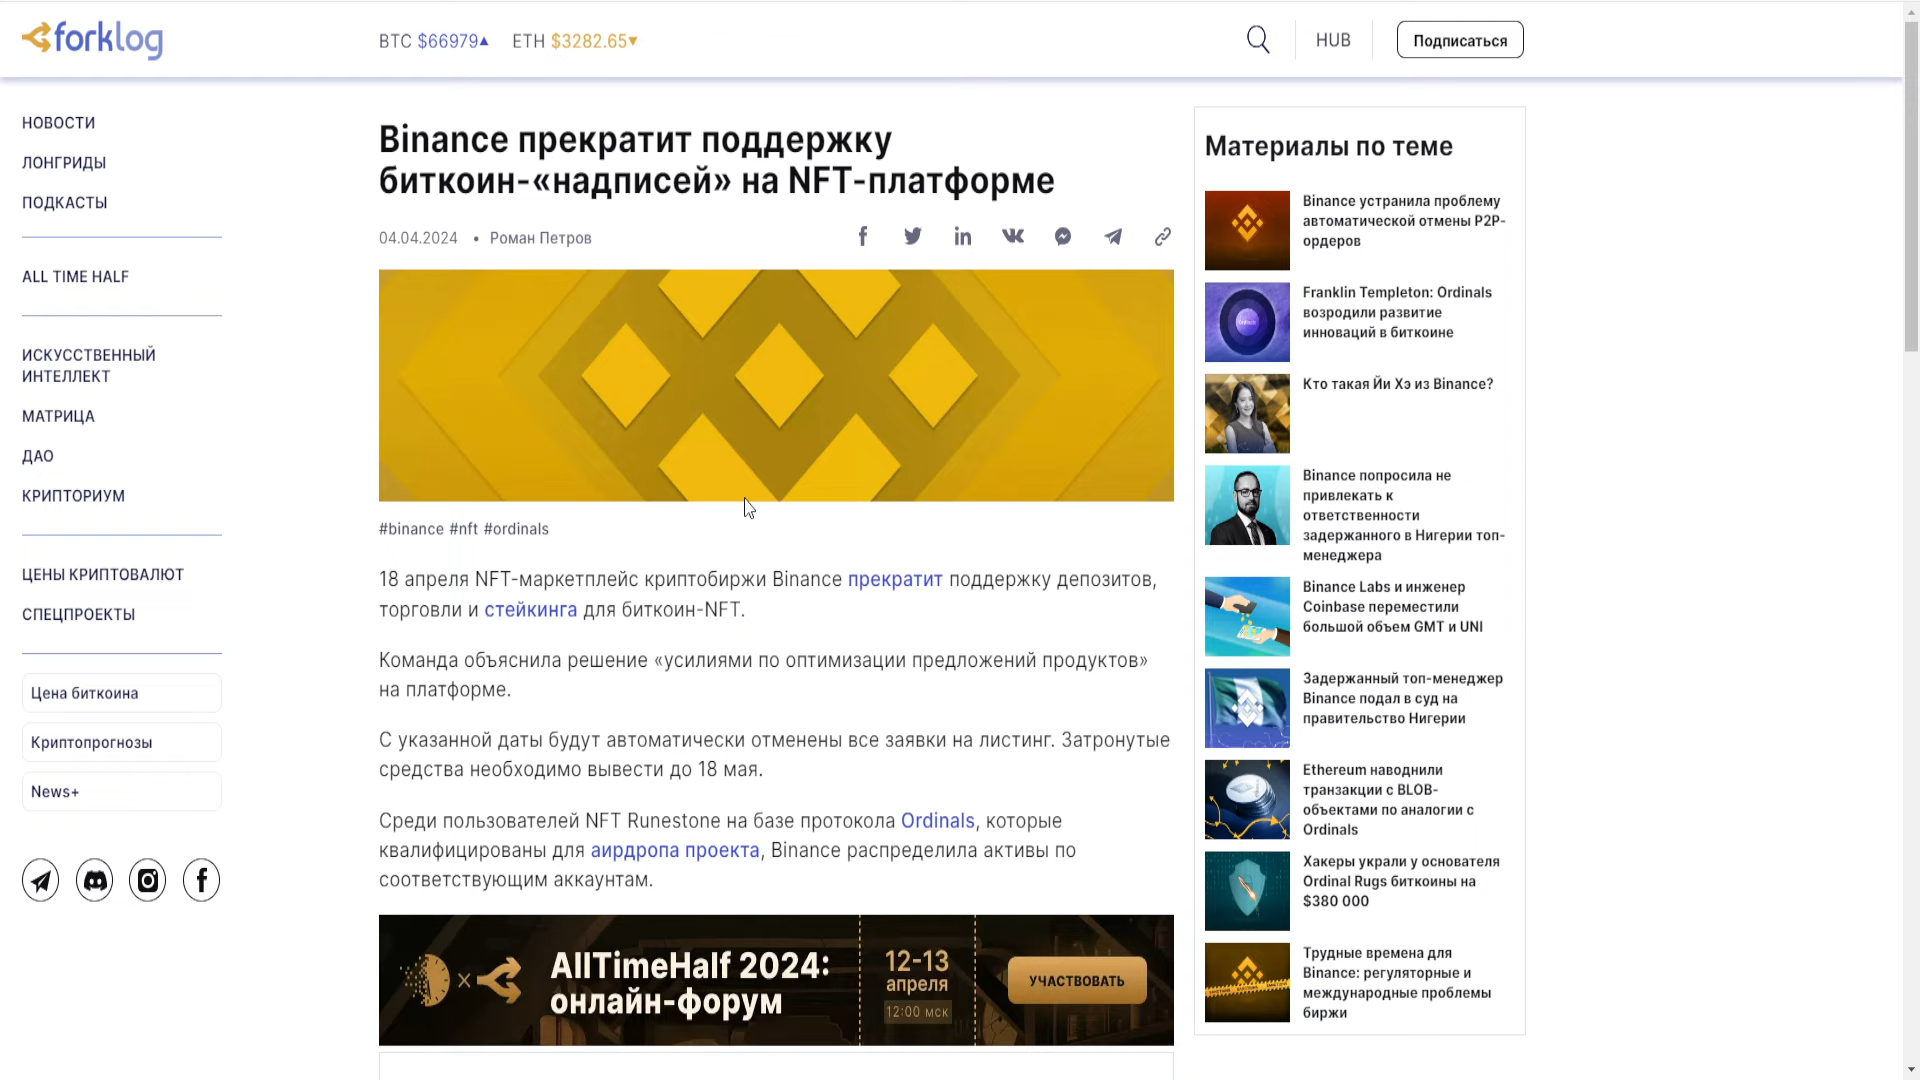 forklog
BTC $66979▲ ETH $3282.65▼
HUB
Подписаться
НОВОСТИ
ЛОНГРИДЫ
ПОДКАСТЫ
ALL TIME HALF
ИСКУССТВЕННЫЙ
ИНТЕЛЛЕКТ
МАТРИЦА
ДАО
КРИПТОРИУМ
ЦЕНЫ КРИПТОВАЛЮТ
СПЕЦПРОЕКТЫ
Цена биткоина
Криптопрогнозы
News+
Binance прекратит поддержку
биткоин-«надписей» на NFT-платформе
04.04.2024 • Роман Петров
#binance #nft #ordinals
18 апреля NFT-маркетплейс криптобиржи Binance прекратит поддержку депозитов,
торговли и стейкинга для биткоин-NFT.
Команда объяснила решение «усилиями по оптимизации предложений продуктов»
на платформе.
С указанной даты будут автоматически отменены все заявки на листинг. Затронутые
средства необходимо вывести до 18 мая.
Среди пользователей NFT Runestone на базе протокола Ordinals, которые
квалифицированы для аирдропа проекта, Binance распределила активы по
соответствующим аккаунтам.
AllTimeHalf 2024:
онлайн-форум
12-13
апреля
12:00 мск
УЧАСТВОВАТЬ
Материалы по теме
Binance устранила проблему
автоматической отмены P2P-
ордеров
Franklin Templeton: Ordinals
возродили развитие
инноваций в биткоине
Кто такая Йи Хэ из Binance?
Binance попросила не
привлекать к
ответственности
задержанного в Нигерии топ-
менеджера
Binance Labs и инженер
Coinbase переместили
большой объем GMT и UNI
Задержанный топ-менеджер
Binance подал в суд на
правительство Нигерии
Ethereum наводнили
транзакции с BLOB-
объектами по аналогии с
Ordinals
Хакеры украли у основателя
Ordinal Rugs биткоины на
$380 000
Трудные времена для
Binance: регуляторные и
международные проблемы
биржи